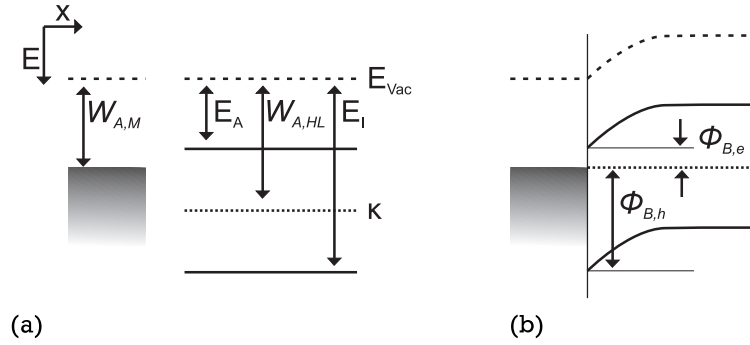 x
E
E_Vac
W_A,M
E_A
W_A,HL
E_I
κ
Φ_B,e
Φ_B,h
(a)
(b)